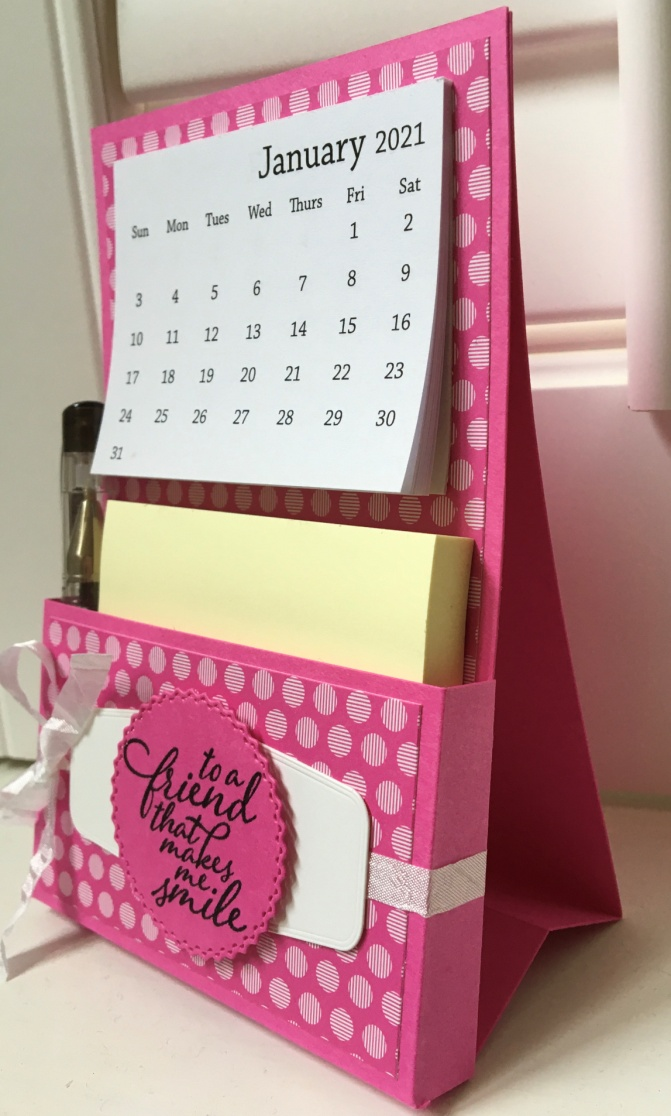 January 2021
Sun Mon Tues Wed Thurs Fri Sat
1 2
3 4 5 6 7 8 9
10 11 12 13 14 15 16
17 18 19 20 21 22 23
24 25 26 27 28 29 30
31
to a
friend
that
makes
me
smile